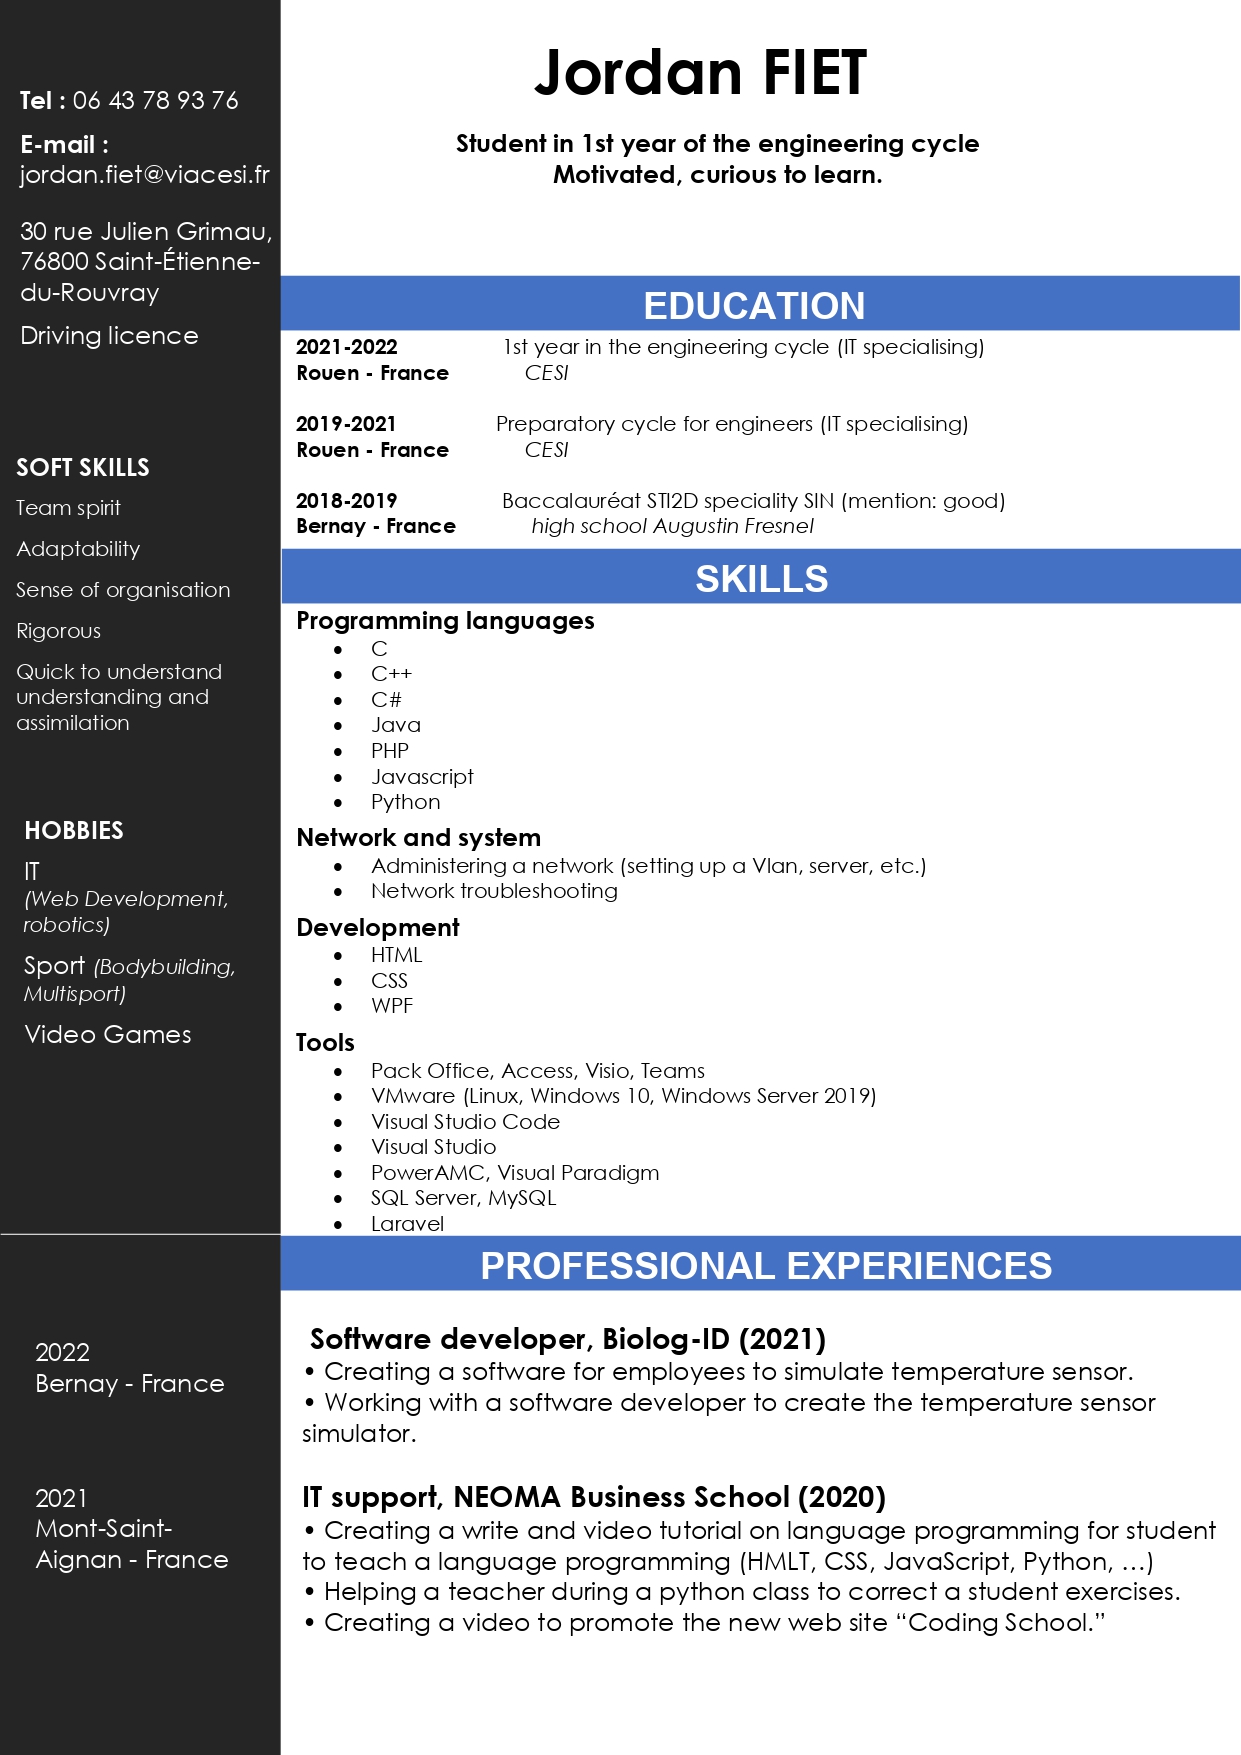 Tel : 06 43 78 93 76
E-mail :
jordan.fiet@viacesi.fr
30 rue Julien Grimau,
76800 Saint-Étienne-
du-Rouvray
Driving licence
SOFT SKILLS
Team spirit
Adaptability
Sense of organisation
Rigorous
Quick to understand
understanding and
assimilation
HOBBIES
IT
(Web Development,
robotics)
Sport (Bodybuilding,
Multisport)
Video Games
Jordan FIET
Student in 1st year of the engineering cycle
Motivated, curious to learn.
EDUCATION
2021-2022 1st year in the engineering cycle (IT specialising)
Rouen - France CESI
2019-2021 Preparatory cycle for engineers (IT specialising)
Rouen - France CESI
2018-2019 Baccalauréat STI2D speciality SIN (mention: good)
Bernay - France high school Augustin Fresnel
SKILLS
Programming languages
• C
• C++
• C#
• Java
• PHP
• Javascript
• Python
Network and system
• Administering a network (setting up a Vlan, server, etc.)
• Network troubleshooting
Development
• HTML
• CSS
• WPF
Tools
• Pack Office, Access, Visio, Teams
• VMware (Linux, Windows 10, Windows Server 2019)
• Visual Studio Code
• Visual Studio
• PowerAMC, Visual Paradigm
• SQL Server, MySQL
• Laravel
PROFESSIONAL EXPERIENCES
2022
Bernay - France
Software developer, Biolog-ID (2021)
• Creating a software for employees to simulate temperature sensor.
• Working with a software developer to create the temperature sensor
simulator.
2021
Mont-Saint-
Aignan - France
IT support, NEOMA Business School (2020)
• Creating a write and video tutorial on language programming for student
to teach a language programming (HMLT, CSS, JavaScript, Python, …)
• Helping a teacher during a python class to correct a student exercises.
• Creating a video to promote the new web site “Coding School.”